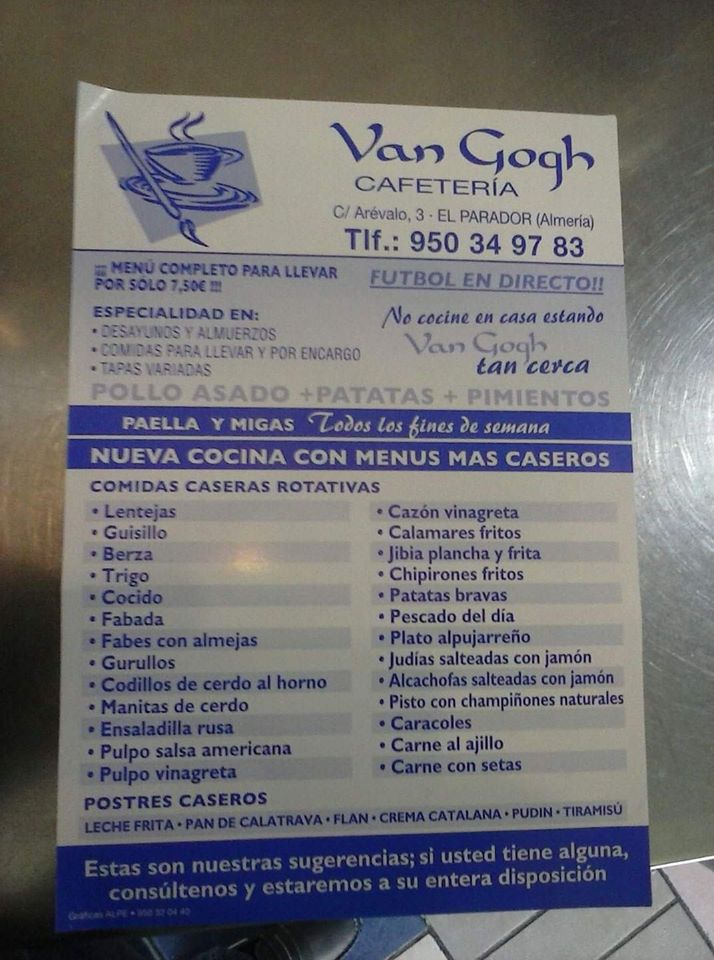 Van Gogh
CAFETERÍA
C/ Arévalo, 3 · EL PARADOR (Almería)
Tlf.: 950 34 97 83
¡¡¡ MENÚ COMPLETO PARA LLEVAR
POR SOLO 7,50€ !!!
FUTBOL EN DIRECTO!!
ESPECIALIDAD EN:
• DESAYUNOS Y ALMUERZOS
• COMIDAS PARA LLEVAR Y POR ENCARGO
• TAPAS VARIADAS
No cocine en casa estando
Van Gogh
tan cerca
POLLO ASADO + PATATAS + PIMIENTOS
PAELLA Y MIGAS Todos los fines de semana
NUEVA COCINA CON MENUS MAS CASEROS
COMIDAS CASERAS ROTATIVAS
• Lentejas
• Guisillo
• Berza
• Trigo
• Cocido
• Fabada
• Fabes con almejas
• Gurullos
• Codillos de cerdo al horno
• Manitas de cerdo
• Ensaladilla rusa
• Pulpo salsa americana
• Pulpo vinagreta
• Cazón vinagreta
• Calamares fritos
• Jibia plancha y frita
• Chipirones fritos
• Patatas bravas
• Pescado del día
• Plato alpujarreño
• Judías salteadas con jamón
• Alcachofas salteadas con jamón
• Pisto con champiñones naturales
• Caracoles
• Carne al ajillo
• Carne con setas
POSTRES CASEROS
LECHE FRITA • PAN DE CALATRAVA • FLAN • CREMA CATALANA • PUDIN • TIRAMISÚ
Estas son nuestras sugerencias; si usted tiene alguna,
consúltenos y estaremos a su entera disposición
Gráficas ALPE • 950 32 04 40